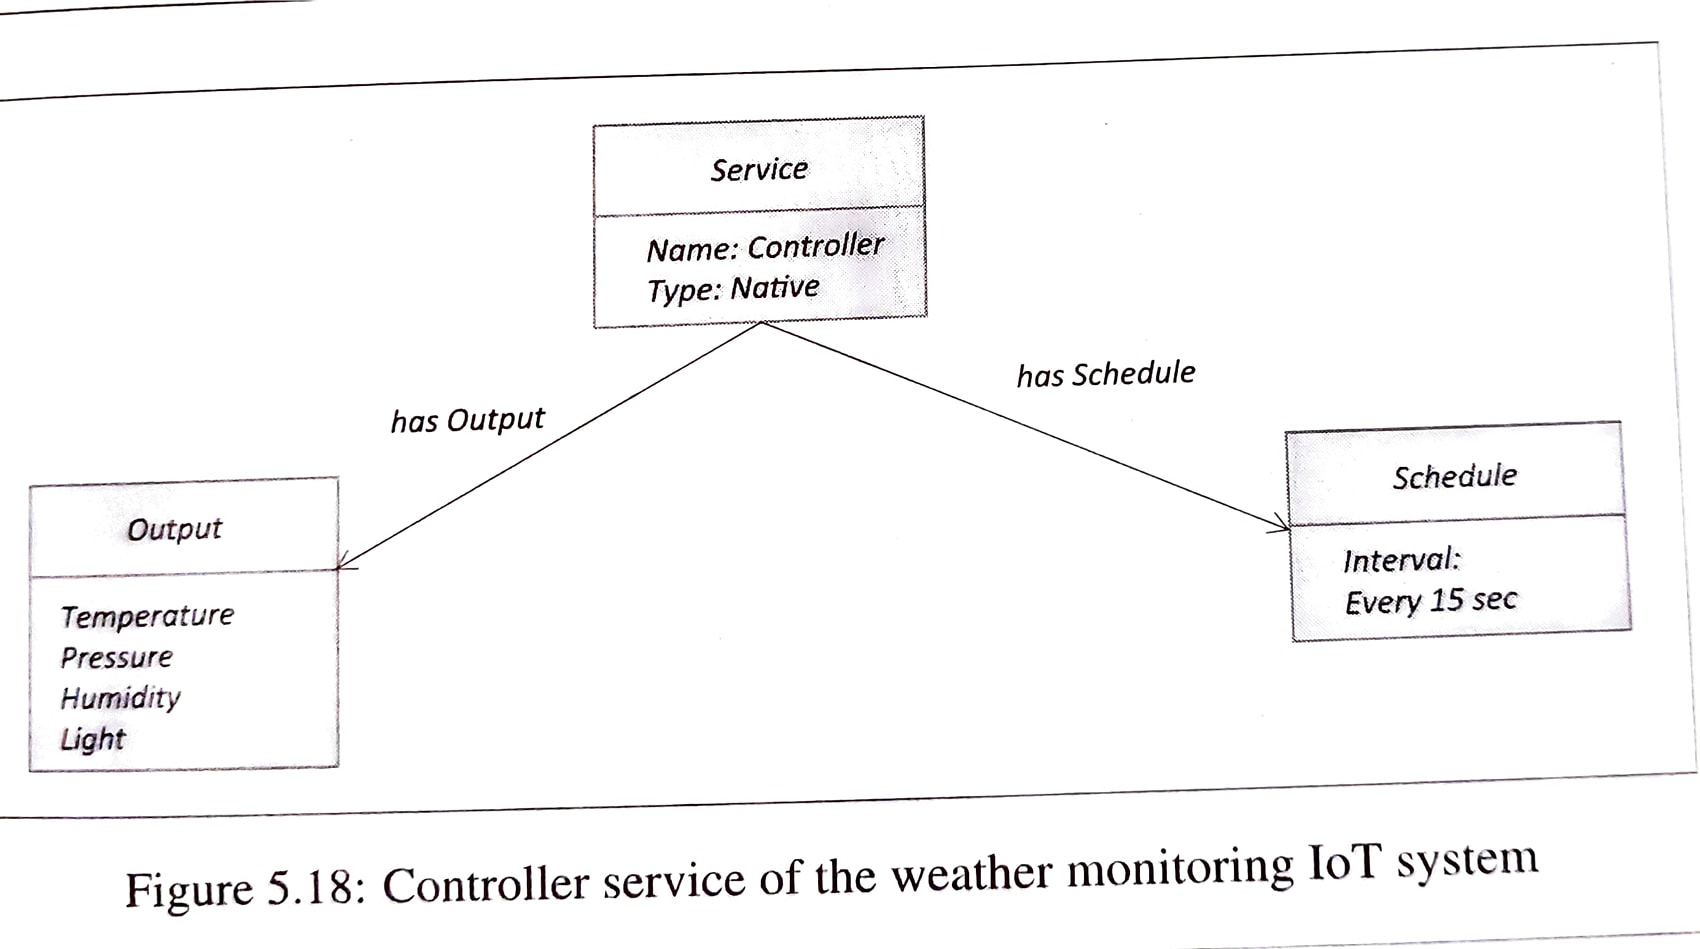 Service
Name: Controller
Type: Native
has Schedule
has Output
Schedule
Interval:
Every 15 sec
Output
Temperature
Pressure
Humidity
Light
Figure 5.18: Controller service of the weather monitoring IoT system